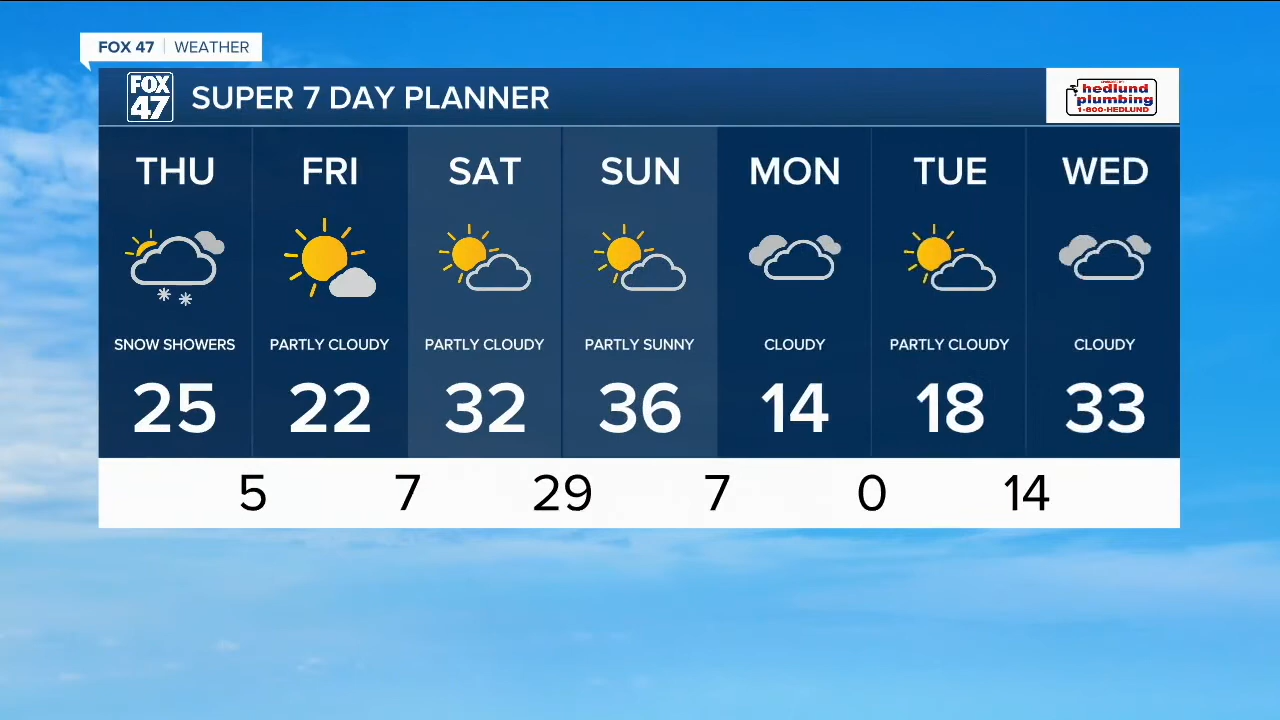 FOX 47 | WEATHER
FOX
47
SUPER 7 DAY PLANNER
hedlund
plumbing
1-800-HEDLUND
THU FRI SAT SUN MON TUE WED
SNOW SHOWERS PARTLY CLOUDY PARTLY CLOUDY PARTLY SUNNY CLOUDY PARTLY CLOUDY CLOUDY
25 22 32 36 14 18 33
5 7 29 7 0 14